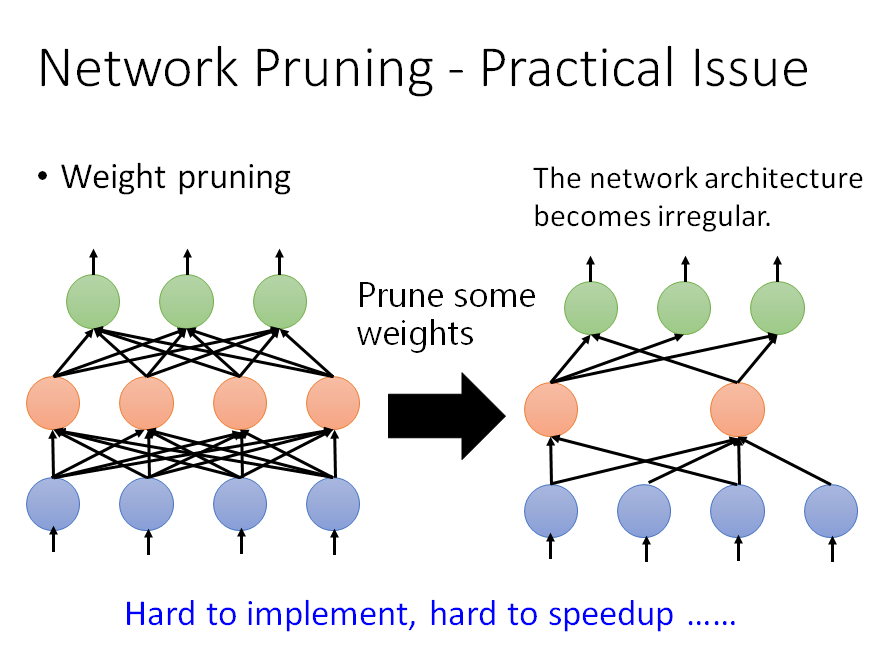 Network Pruning - Practical Issue
• Weight pruning
The network architecture
becomes irregular.
Prune some
weights
Hard to implement, hard to speedup ……